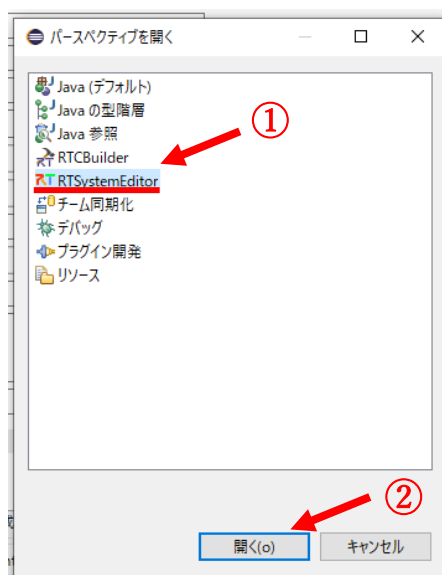 パースペクティブを開く
Java (デフォルト)
Java の型階層
①
Java 参照
RTCBuilder
RTSystemEditor
チーム同期化
デバッグ
プラグイン開発
リソース
②
開く(o)
キャンセル